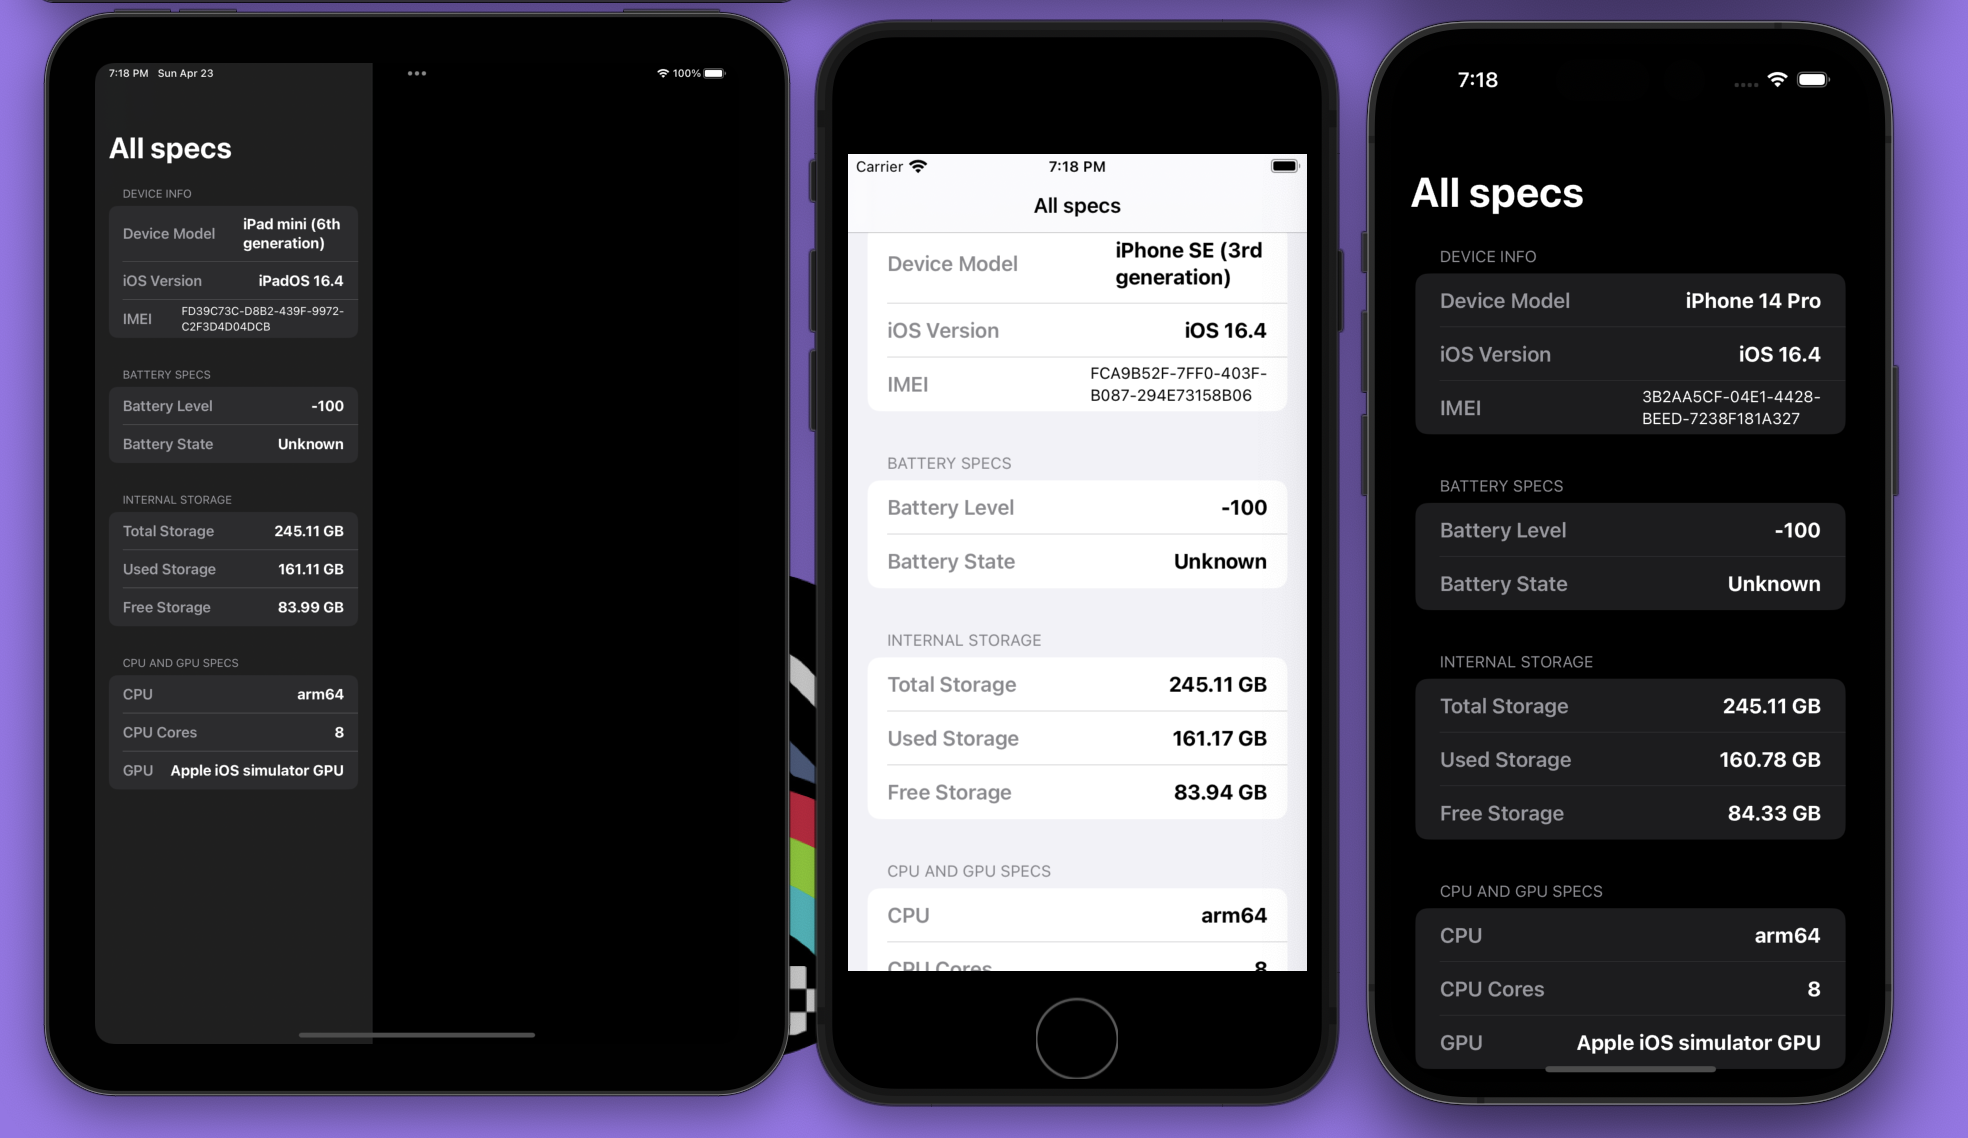 7:18 PM Sun Apr 23
100%
All specs
DEVICE INFO
Device Model iPad mini (6th
generation)
iOS Version iPadOS 16.4
IMEI FD39C73C-D8B2-439F-9972-
C2F3D4D04DCB
BATTERY SPECS
Battery Level -100
Battery State Unknown
INTERNAL STORAGE
Total Storage 245.11 GB
Used Storage 161.11 GB
Free Storage 83.99 GB
CPU AND GPU SPECS
CPU arm64
CPU Cores 8
GPU Apple iOS simulator GPU
Carrier 7:18 PM
All specs
Device Model iPhone SE (3rd
generation)
iOS Version iOS 16.4
IMEI FCA9B52F-7FF0-403F-
B087-294E73158B06
BATTERY SPECS
Battery Level -100
Battery State Unknown
INTERNAL STORAGE
Total Storage 245.11 GB
Used Storage 161.17 GB
Free Storage 83.94 GB
CPU AND GPU SPECS
CPU arm64
CPU Cores 8
7:18
All specs
DEVICE INFO
Device Model iPhone 14 Pro
iOS Version iOS 16.4
IMEI 3B2AA5CF-04E1-4428-
BEED-7238F181A327
BATTERY SPECS
Battery Level -100
Battery State Unknown
INTERNAL STORAGE
Total Storage 245.11 GB
Used Storage 160.78 GB
Free Storage 84.33 GB
CPU AND GPU SPECS
CPU arm64
CPU Cores 8
GPU Apple iOS simulator GPU